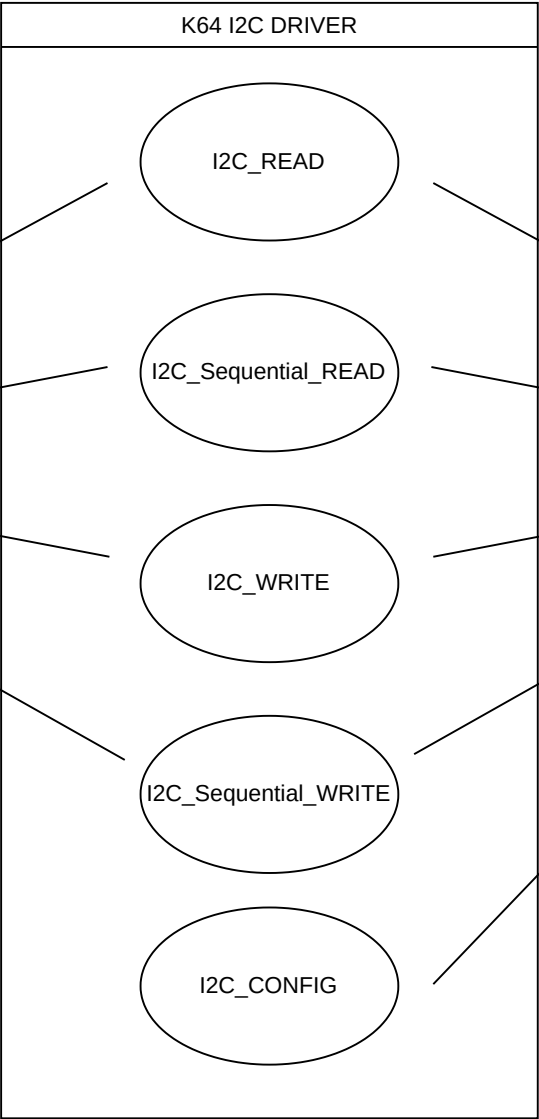 K64 I2C DRIVER
I2C_READ
I2C_Sequential_READ
I2C_WRITE
I2C_Sequential_WRITE
I2C_CONFIG